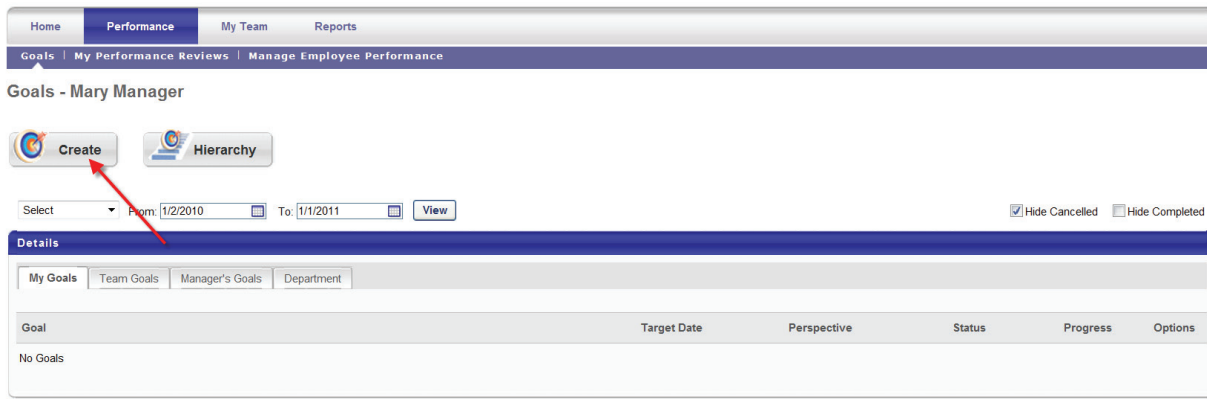 Home Performance My Team Reports
Goals | My Performance Reviews | Manage Employee Performance
Goals - Mary Manager
Create Hierarchy
Select From: 1/2/2010 To: 1/1/2011 View Hide Cancelled Hide Completed
Details
My Goals Team Goals Manager's Goals Department
Goal Target Date Perspective Status Progress Options
No Goals